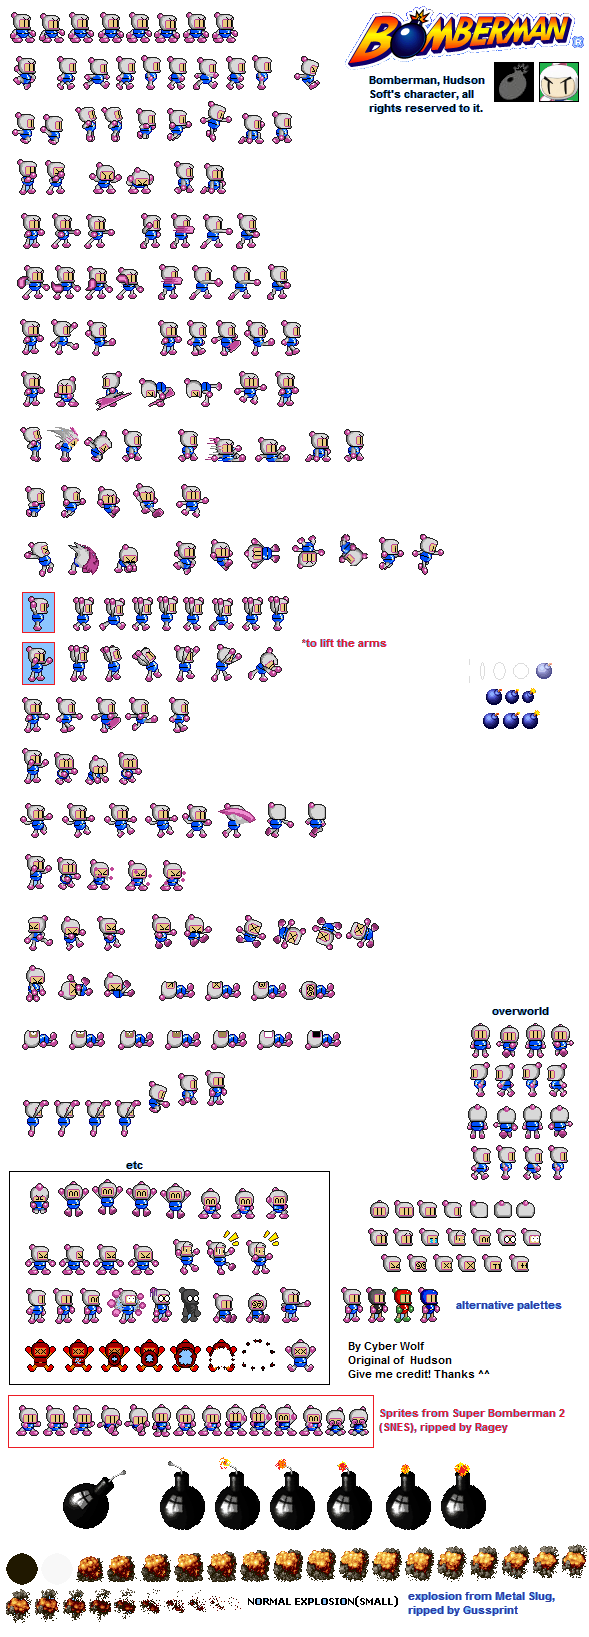 BOMBERMAN
®
Bomberman, Hudson
Soft's character, all
rights reserved to it.
*to lift the arms
overworld
etc
alternative palettes
By Cyber Wolf
Original of Hudson
Give me credit! Thanks ^^
Sprites from Super Bomberman 2
(SNES), ripped by Ragey
NORMAL EXPLOSION(SMALL)
explosion from Metal Slug,
ripped by Gussprint